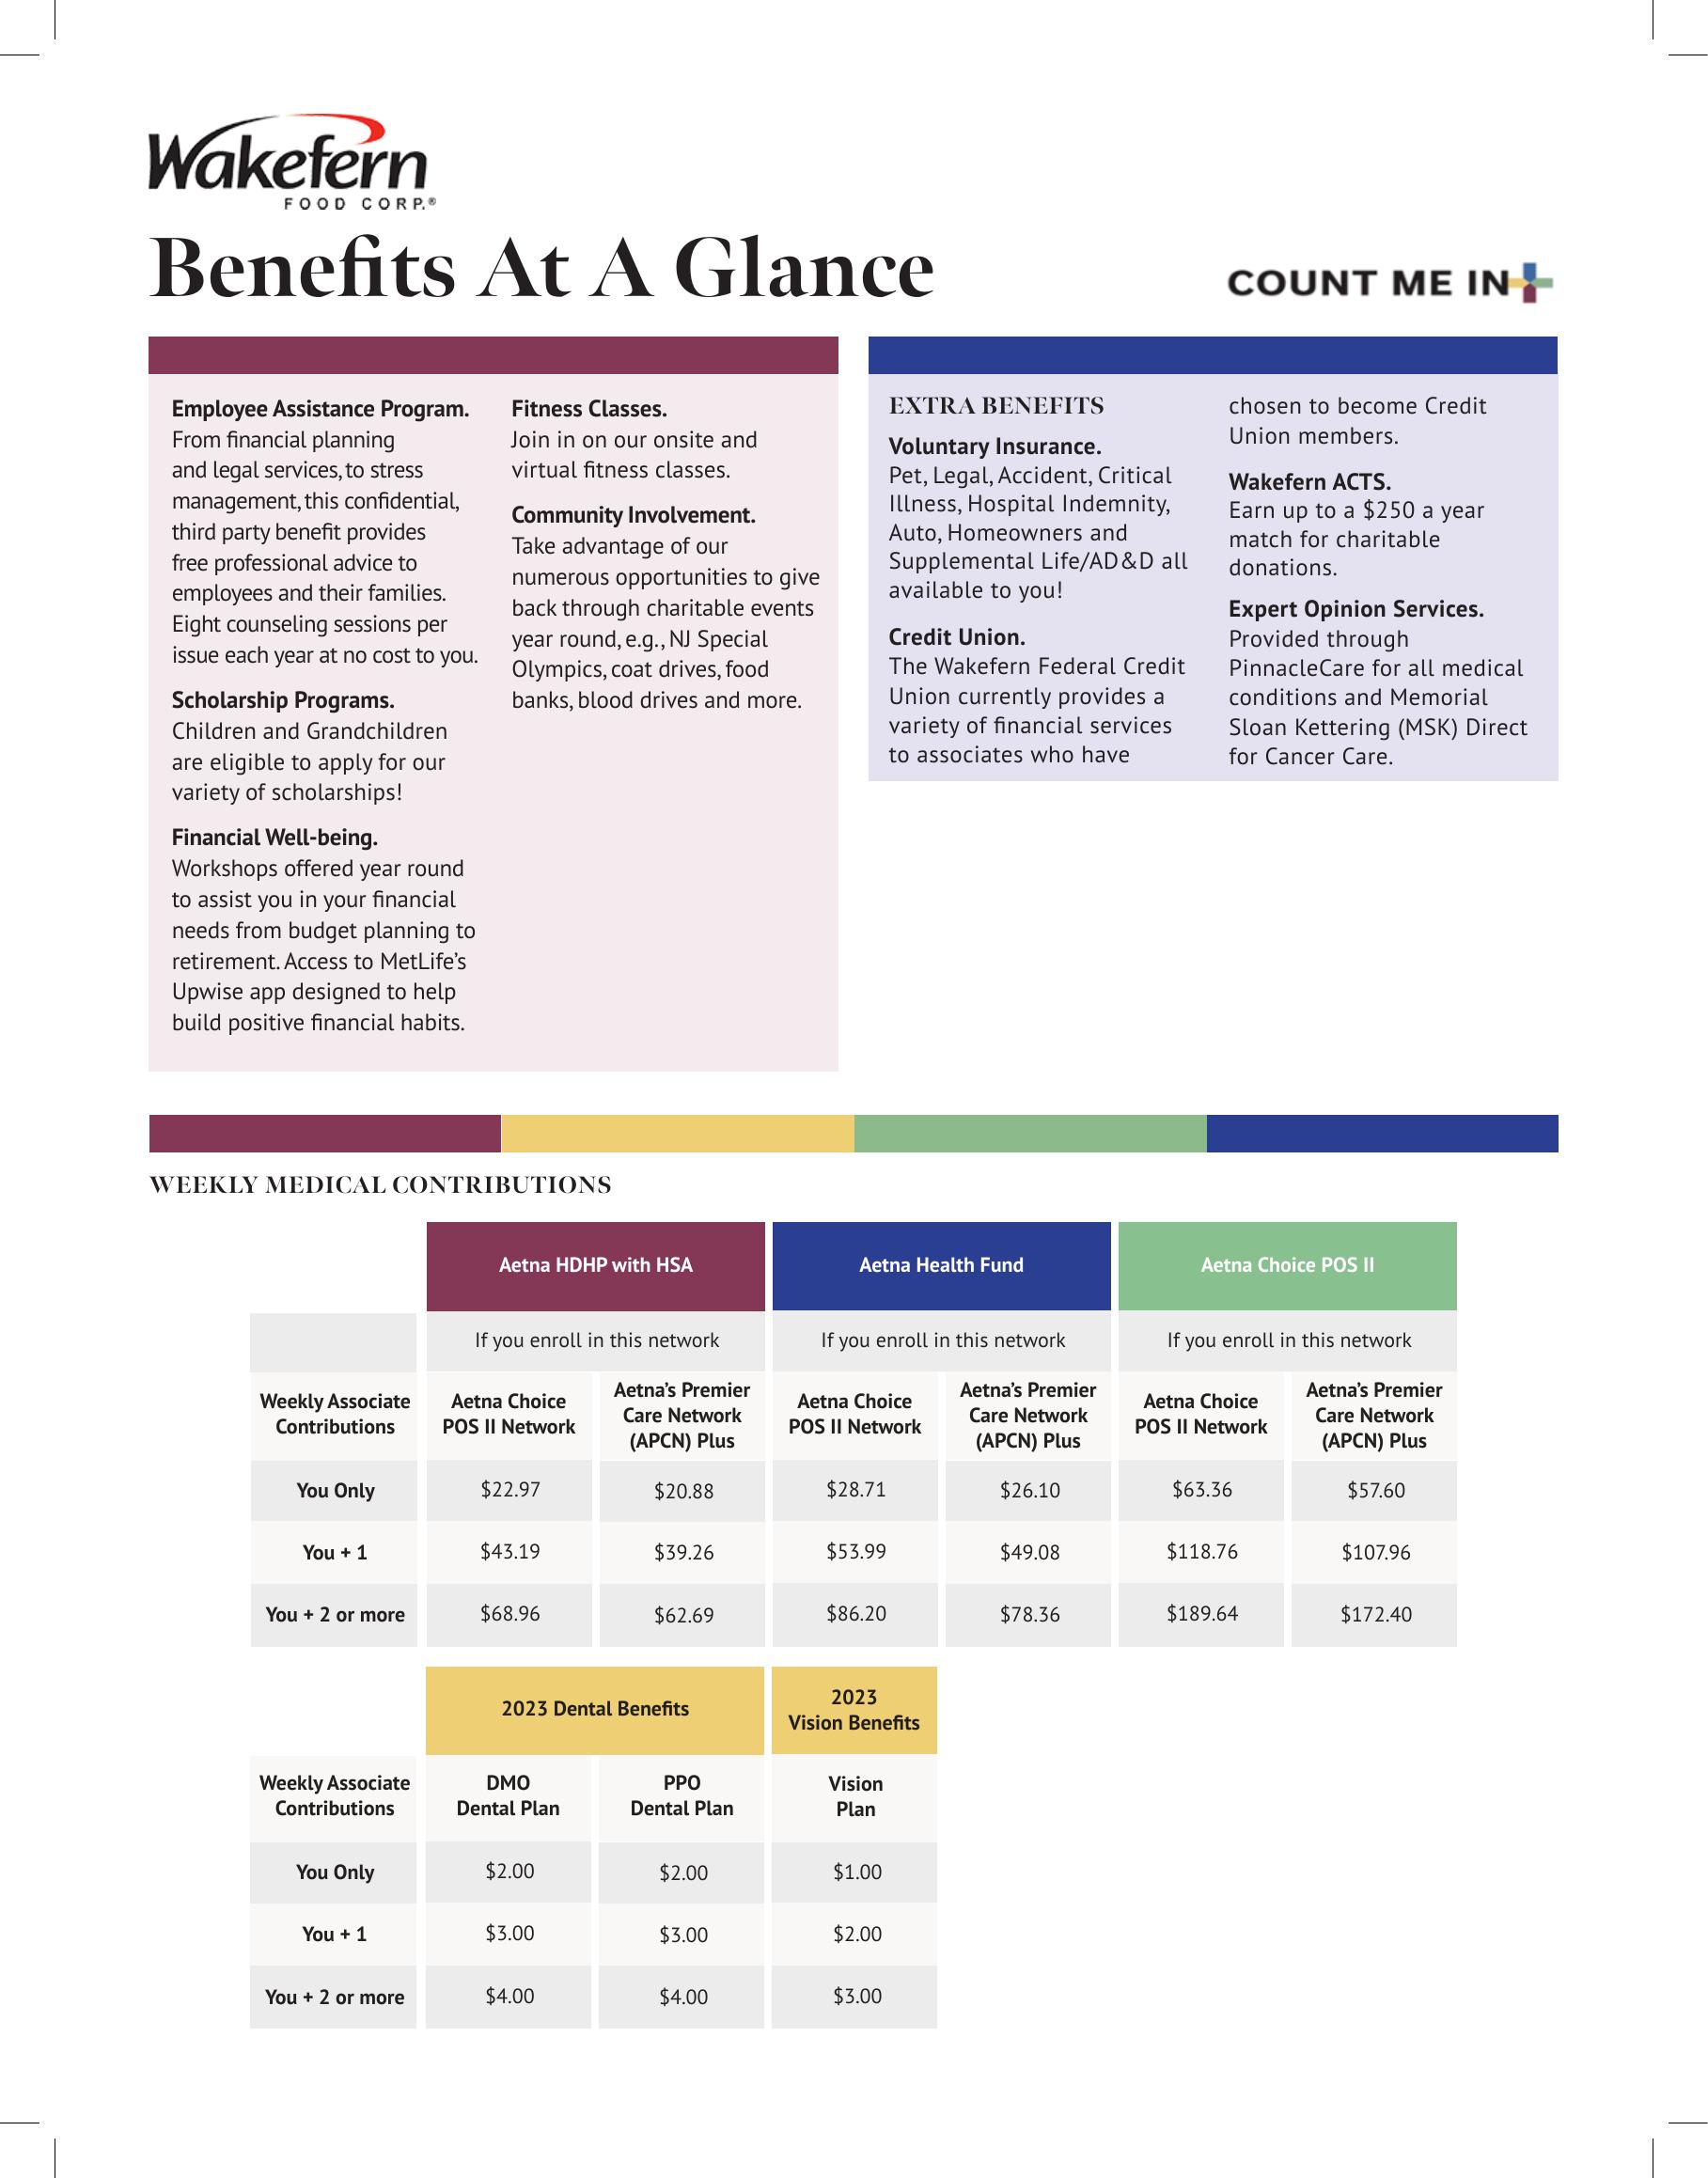 Wakefern
FOOD CORP.®
Benefits At A Glance
COUNT ME IN
Employee Assistance Program.
From financial planning
and legal services, to stress
management, this confidential,
third party benefit provides
free professional advice to
employees and their families.
Eight counseling sessions per
issue each year at no cost to you.
Scholarship Programs.
Children and Grandchildren
are eligible to apply for our
variety of scholarships!
Financial Well-being.
Workshops offered year round
to assist you in your financial
needs from budget planning to
retirement. Access to MetLife’s
Upwise app designed to help
build positive financial habits.
Fitness Classes.
Join in on our onsite and
virtual fitness classes.
Community Involvement.
Take advantage of our
numerous opportunities to give
back through charitable events
year round, e.g., NJ Special
Olympics, coat drives, food
banks, blood drives and more.
EXTRA BENEFITS
Voluntary Insurance.
Pet, Legal, Accident, Critical
Illness, Hospital Indemnity,
Auto, Homeowners and
Supplemental Life/AD&D all
available to you!
Credit Union.
The Wakefern Federal Credit
Union currently provides a
variety of financial services
to associates who have
chosen to become Credit
Union members.
Wakefern ACTS.
Earn up to a $250 a year
match for charitable
donations.
Expert Opinion Services.
Provided through
PinnacleCare for all medical
conditions and Memorial
Sloan Kettering (MSK) Direct
for Cancer Care.
WEEKLY MEDICAL CONTRIBUTIONS
Aetna HDHP with HSA Aetna Health Fund Aetna Choice POS II
If you enroll in this network If you enroll in this network If you enroll in this network
Weekly Associate Contributions Aetna Choice POS II Network Aetna’s Premier Care Network (APCN) Plus Aetna Choice POS II Network Aetna’s Premier Care Network (APCN) Plus Aetna Choice POS II Network Aetna’s Premier Care Network (APCN) Plus
You Only $22.97 $20.88 $28.71 $26.10 $63.36 $57.60
You + 1 $43.19 $39.26 $53.99 $49.08 $118.76 $107.96
You + 2 or more $68.96 $62.69 $86.20 $78.36 $189.64 $172.40
2023 Dental Benefits 2023 Vision Benefits
Weekly Associate Contributions DMO Dental Plan PPO Dental Plan Vision Plan
You Only $2.00 $2.00 $1.00
You + 1 $3.00 $3.00 $2.00
You + 2 or more $4.00 $4.00 $3.00